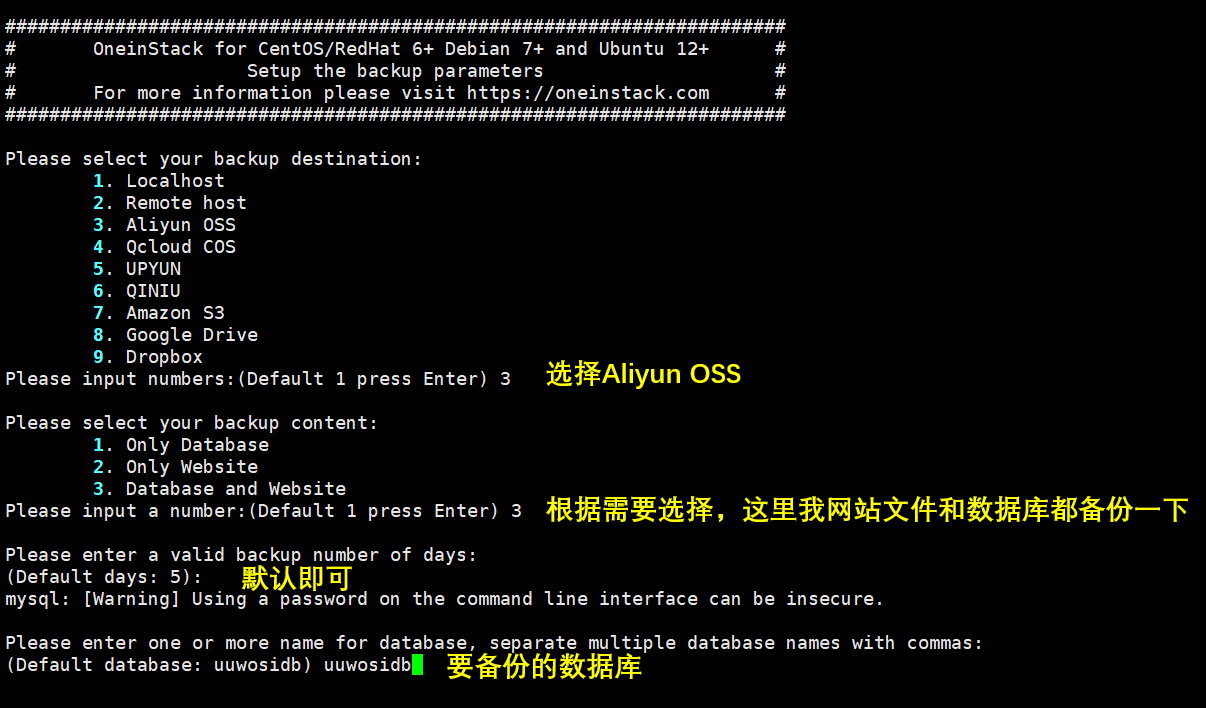 #######################################################################
#       OneinStack for CentOS/RedHat 6+ Debian 7+ and Ubuntu 12+      #
#                     Setup the backup parameters                     #
#       For more information please visit https://oneinstack.com      #
#######################################################################
Please select your backup destination:
1. Localhost
2. Remote host
3. Aliyun OSS
4. Qcloud COS
5. UPYUN
6. QINIU
7. Amazon S3
8. Google Drive
9. Dropbox
Please input numbers:(Default 1 press Enter) 3 选择Aliyun OSS
Please select your backup content:
1. Only Database
2. Only Website
3. Database and Website
Please input a number:(Default 1 press Enter) 3 根据需要选择，这里我网站文件和数据库都备份一下
Please enter a valid backup number of days:
(Default days: 5): 默认即可
mysql: [Warning] Using a password on the command line interface can be insecure.
Please enter one or more name for database, separate multiple database names with commas:
(Default database: uuwosidb) uuwosidb 要备份的数据库